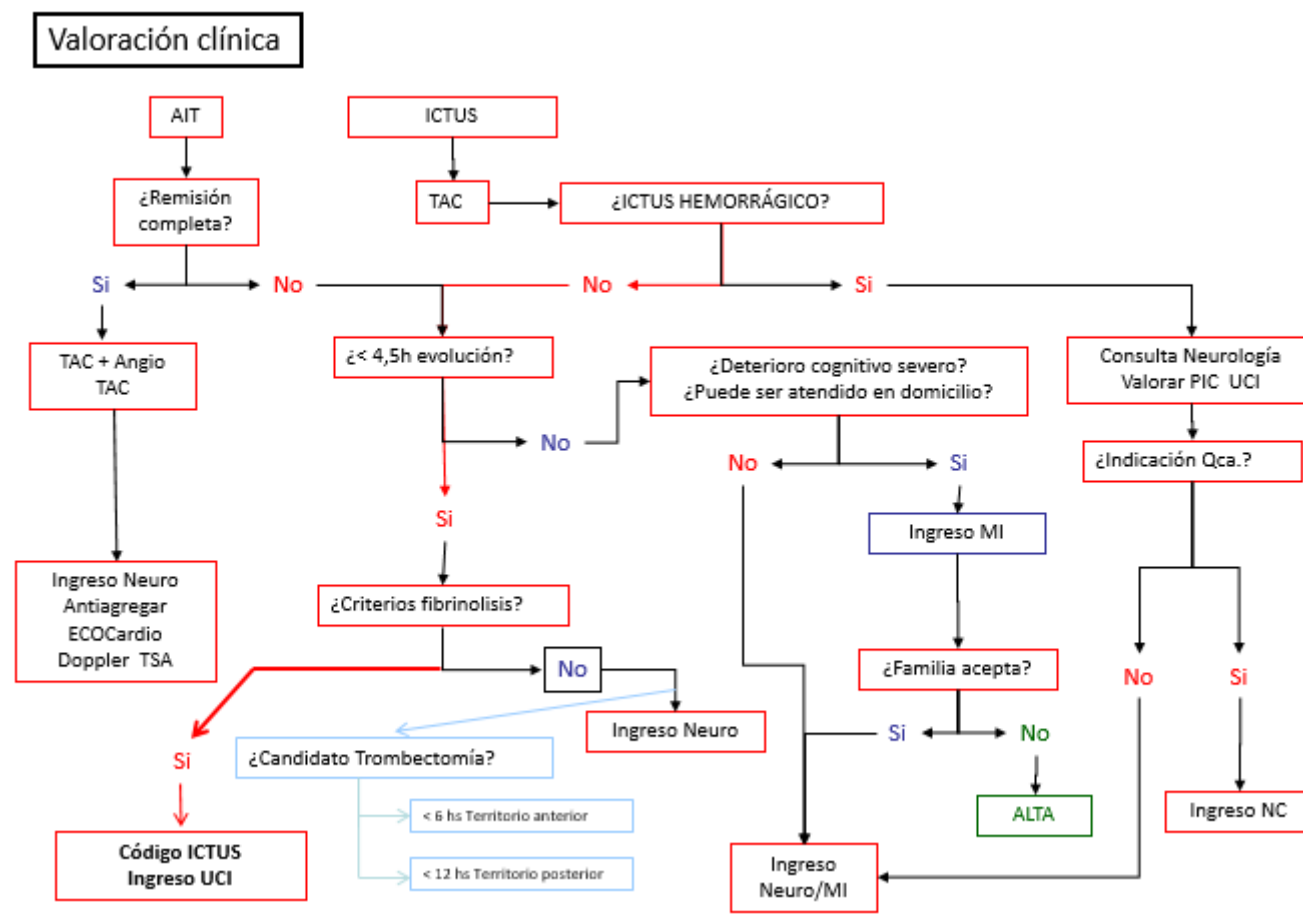 Valoración clínica
AIT
ICTUS
¿Remisión
completa?
TAC
¿ICTUS HEMORRÁGICO?
Si
No
No
Si
TAC + Angio
TAC
¿< 4,5h evolución?
¿Deterioro cognitivo severo?
¿Puede ser atendido en domicilio?
Consulta Neurología
Valorar PIC UCI
No
No
Si
¿Indicación Qca.?
Si
Ingreso MI
Ingreso Neuro
Antiagregar
ECOCardio
Doppler TSA
¿Criterios fibrinolisis?
No
¿Familia acepta?
No
Si
Ingreso Neuro
Si
No
Si
¿Candidato Trombectomía?
< 6 hs Territorio anterior
ALTA
Ingreso NC
Código ICTUS
Ingreso UCI
< 12 hs Territorio posterior
Ingreso
Neuro/MI